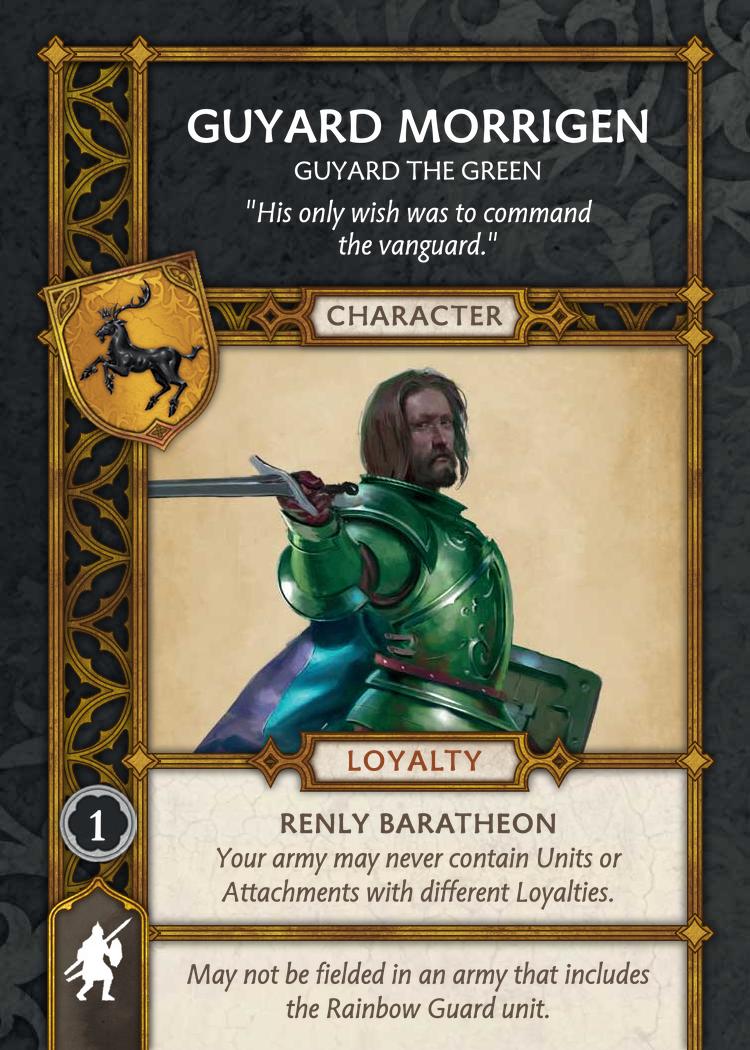 GUYARD MORRIGEN
GUYARD THE GREEN
"His only wish was to command
the vanguard."
CHARACTER
LOYALTY
1
RENLY BARATHEON
Your army may never contain Units or
Attachments with different Loyalties.
May not be fielded in an army that includes
the Rainbow Guard unit.